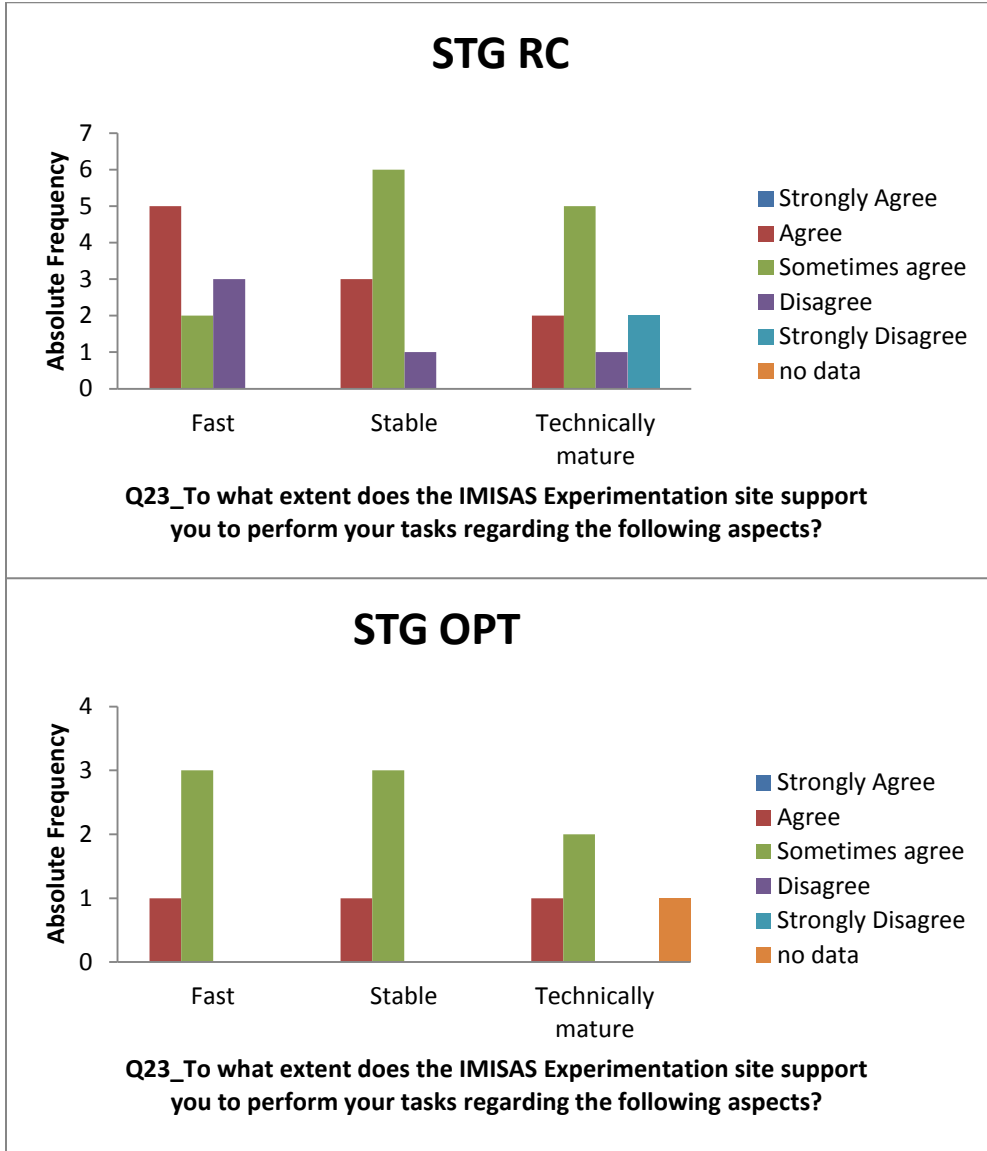 STG RC
7
6
5
4
3
2
1
0
Absolute Frequency
Fast
Stable
Technically
mature
Strongly Agree
Agree
Sometimes agree
Disagree
Strongly Disagree
no data
Q23_To what extent does the IMISAS Experimentation site support
you to perform your tasks regarding the following aspects?
STG OPT
4
3
2
1
0
Absolute Frequency
Fast
Stable
Technically
mature
Strongly Agree
Agree
Sometimes agree
Disagree
Strongly Disagree
no data
Q23_To what extent does the IMISAS Experimentation site support
you to perform your tasks regarding the following aspects?